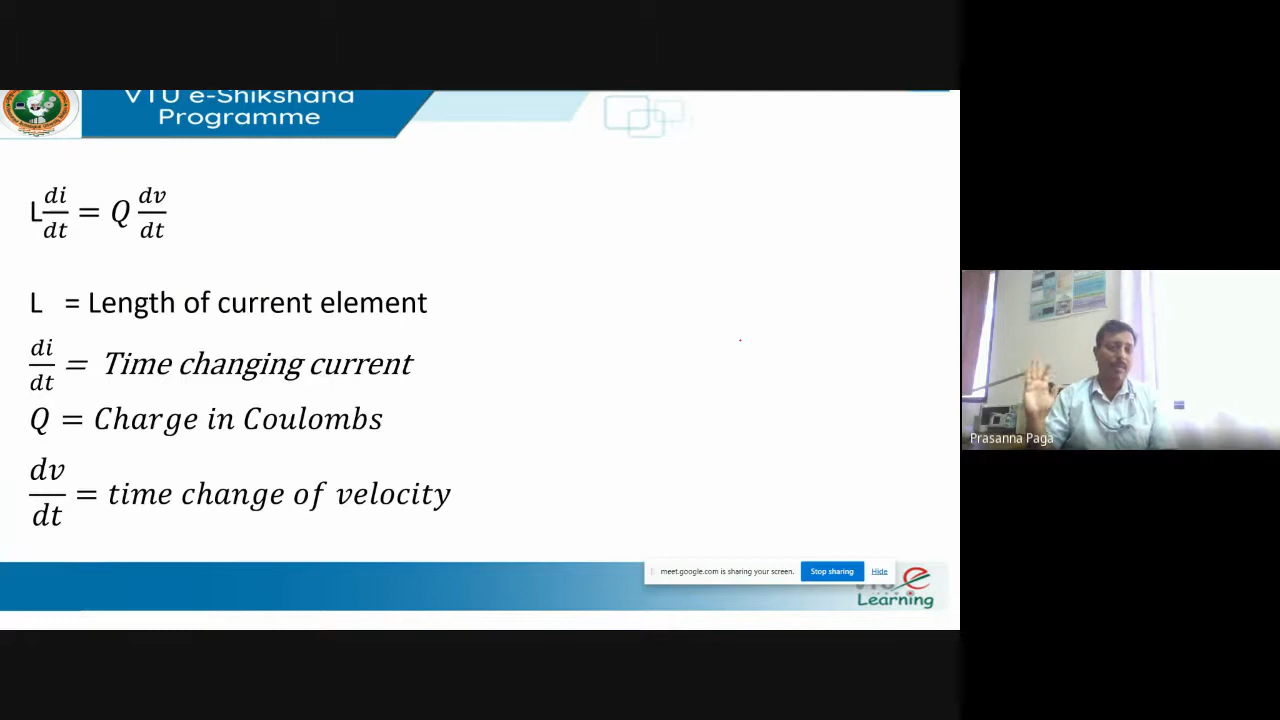 VTU e-Shikshana
Programme
L di/dt = Q dv/dt
L = Length of current element
di/dt = Time changing current
Q = Charge in Coulombs
dv/dt = time change of velocity
Prasanna Paga
meet.google.com is sharing your screen. Stop sharing Hide
VTU e
Learning